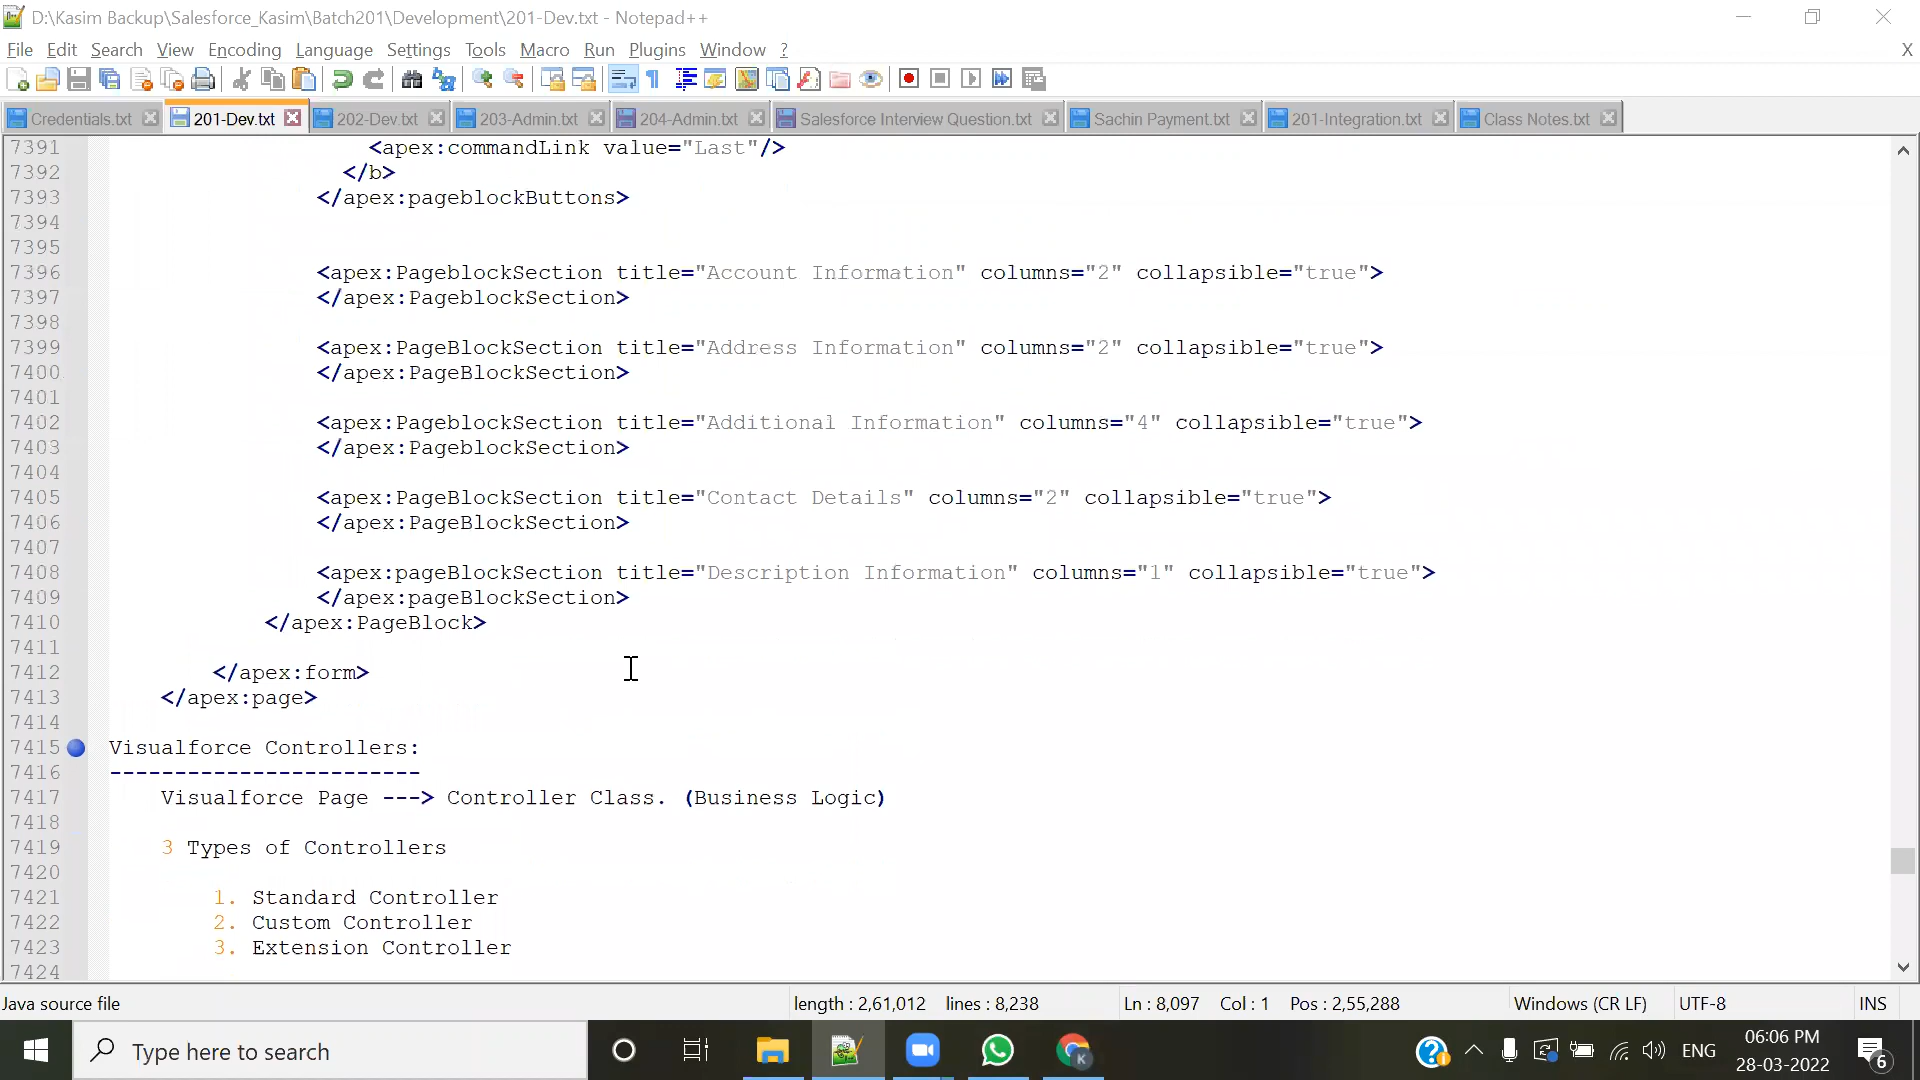 D:\Kasim Backup\Salesforce_Kasim\Batch201\Development\201-Dev.txt - Notepad++
File Edit Search View Encoding Language Settings Tools Macro Run Plugins Window ? X
Credentials.txt 201-Dev.txt 202-Dev.txt 203-Admin.txt 204-Admin.txt Salesforce Interview Question.txt Sachin Payment.txt 201-Integration.txt Class Notes.txt
7391 <apex:commandLink value="Last"/>
7392 </b>
7393 </apex:pageblockButtons>
7394
7395
7396 <apex:PageblockSection title="Account Information" columns="2" collapsible="true">
7397 </apex:PageblockSection>
7398
7399 <apex:PageBlockSection title="Address Information" columns="2" collapsible="true">
7400 </apex:PageBlockSection>
7401
7402 <apex:PageblockSection title="Additional Information" columns="4" collapsible="true">
7403 </apex:PageblockSection>
7404
7405 <apex:PageBlockSection title="Contact Details" columns="2" collapsible="true">
7406 </apex:PageBlockSection>
7407
7408 <apex:pageBlockSection title="Description Information" columns="1" collapsible="true">
7409 </apex:pageBlockSection>
7410 </apex:PageBlock>
7411
7412 </apex:form>
7413 </apex:page>
7414
7415 Visualforce Controllers:
7416 ------------------------
7417 Visualforce Page ---> Controller Class. (Business Logic)
7418
7419 3 Types of Controllers
7420
7421 1. Standard Controller
7422 2. Custom Controller
7423 3. Extension Controller
7424
Java source file length : 2,61,012 lines : 8,238 Ln : 8,097 Col : 1 Pos : 2,55,288 Windows (CR LF) UTF-8 INS
Type here to search K ENG 06:06 PM 6
28-03-2022